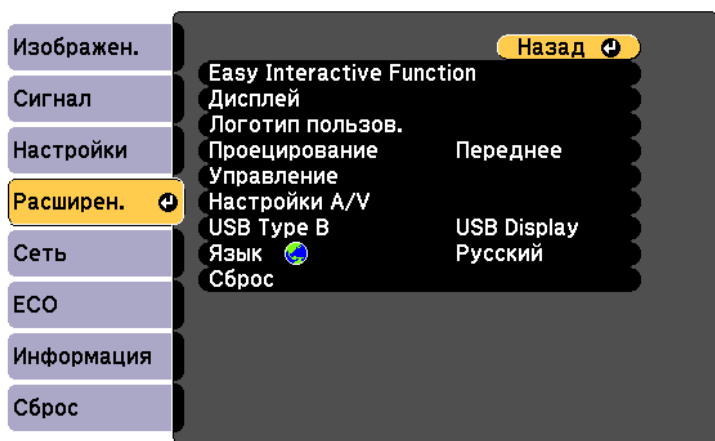 Изображен.
Сигнал
Настройки
Расширен.
Сеть
ECO
Информация
Сброс
Назад
Easy Interactive Function
Дисплей
Логотип пользов.
Проецирование Переднее
Управление
Настройки A/V
USB Type B USB Display
Язык Русский
Сброс